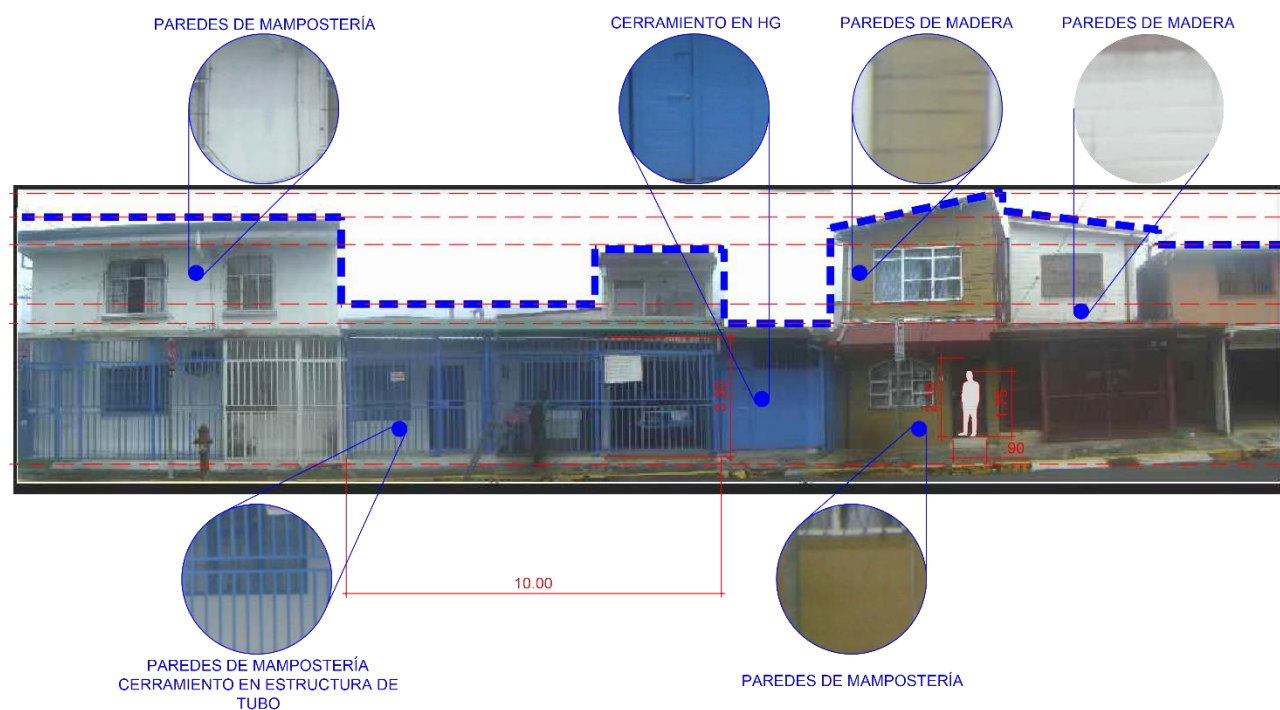 PAREDES DE MAMPOSTERÍA
CERRAMIENTO EN HG
PAREDES DE MADERA
PAREDES DE MADERA
3.20
2.10
1.75
90
10.00
PAREDES DE MAMPOSTERÍA
CERRAMIENTO EN ESTRUCTURA DE
TUBO
PAREDES DE MAMPOSTERÍA